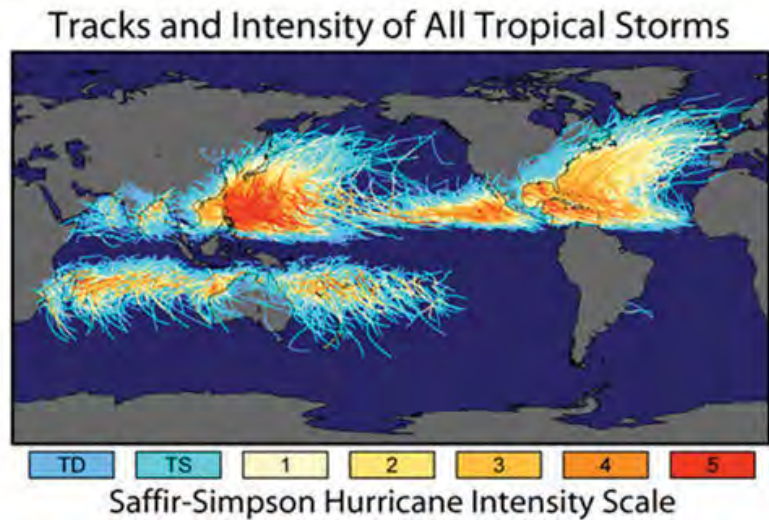 Tracks and Intensity of All Tropical Storms
TD TS 1 2 3 4 5
Saffir-Simpson Hurricane Intensity Scale